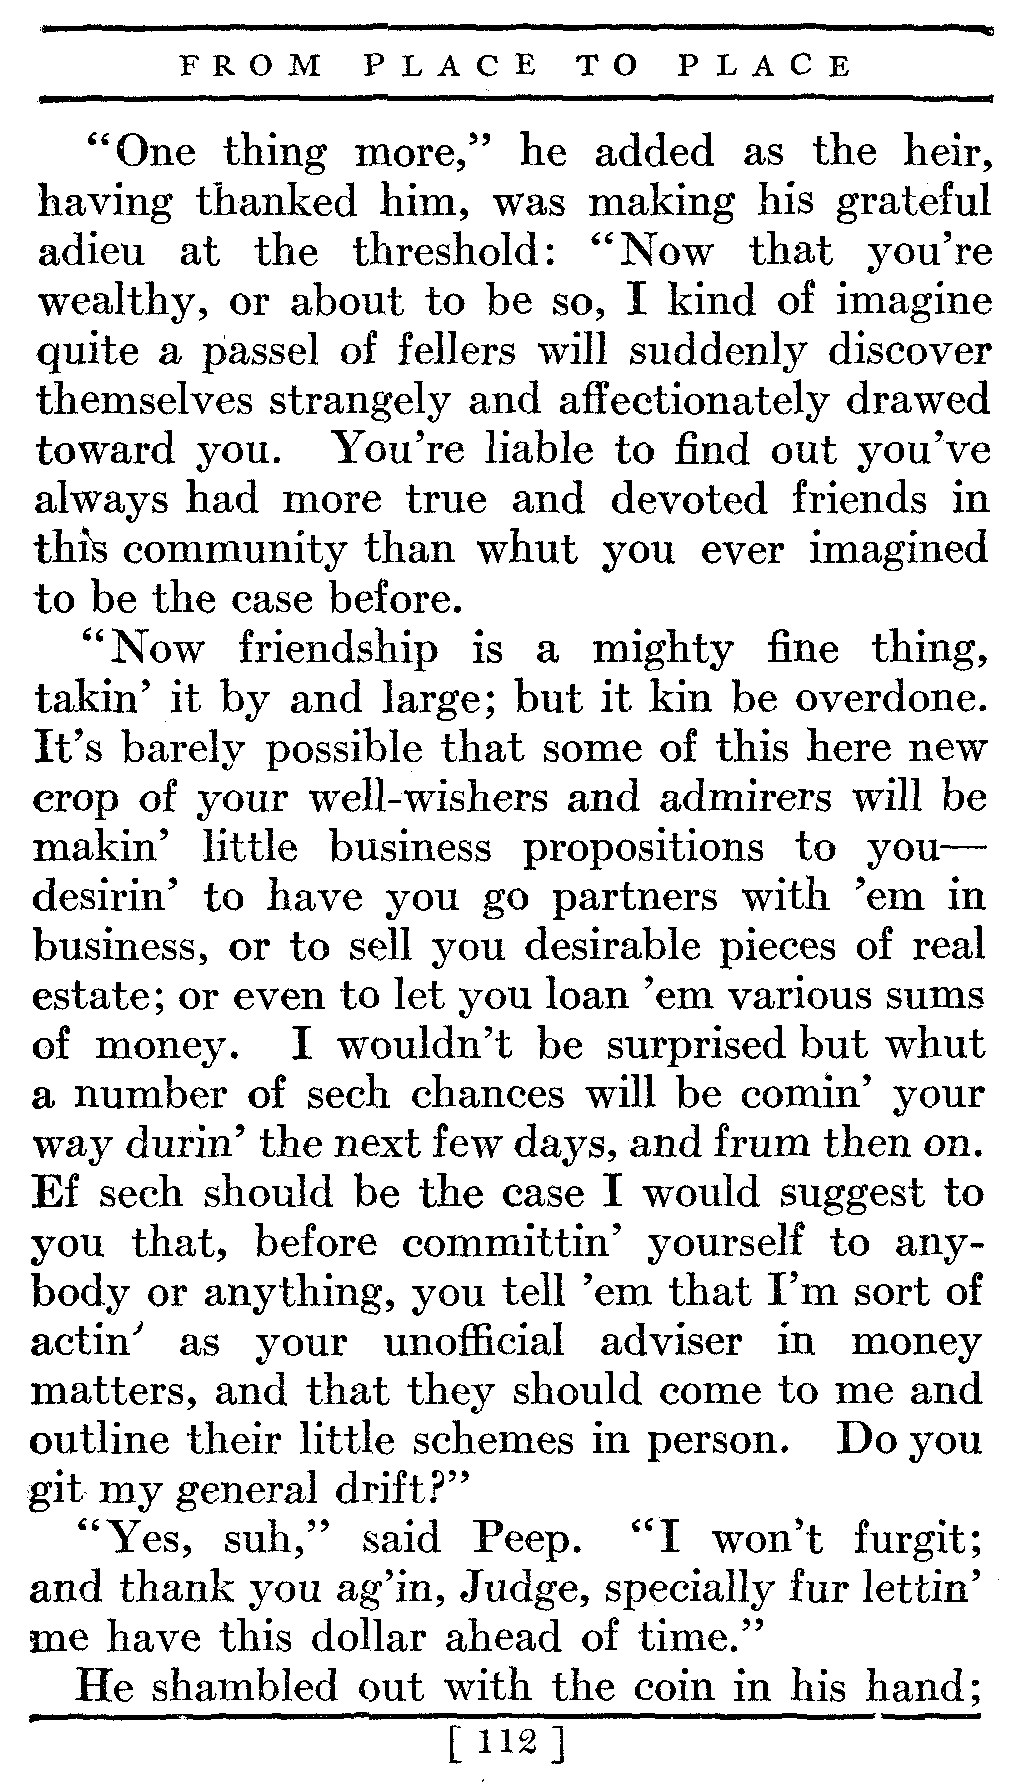 FROM PLACE TO PLACE
“One thing more,” he added as the heir,
having thanked him, was making his grateful
adieu at the threshold: “Now that you’re
wealthy, or about to be so, I kind of imagine
quite a passel of fellers will suddenly discover
themselves strangely and affectionately drawed
toward you. You’re liable to find out you’ve
always had more true and devoted friends in
this community than whut you ever imagined
to be the case before.
“Now friendship is a mighty fine thing,
takin’ it by and large; but it kin be overdone.
It’s barely possible that some of this here new
crop of your well-wishers and admirers will be
makin’ little business propositions to you—
desirin’ to have you go partners with ’em in
business, or to sell you desirable pieces of real
estate; or even to let you loan ’em various sums
of money. I wouldn’t be surprised but whut
a number of sech chances will be comin’ your
way durin’ the next few days, and frum then on.
Ef sech should be the case I would suggest to
you that, before committin’ yourself to any-
body or anything, you tell ’em that I’m sort of
actin’ as your unofficial adviser in money
matters, and that they should come to me and
outline their little schemes in person. Do you
git my general drift?”
“Yes, suh,” said Peep. “I won’t furgit;
and thank you ag’in, Judge, specially fur lettin’
me have this dollar ahead of time.”
He shambled out with the coin in his hand;
[ 112 ]